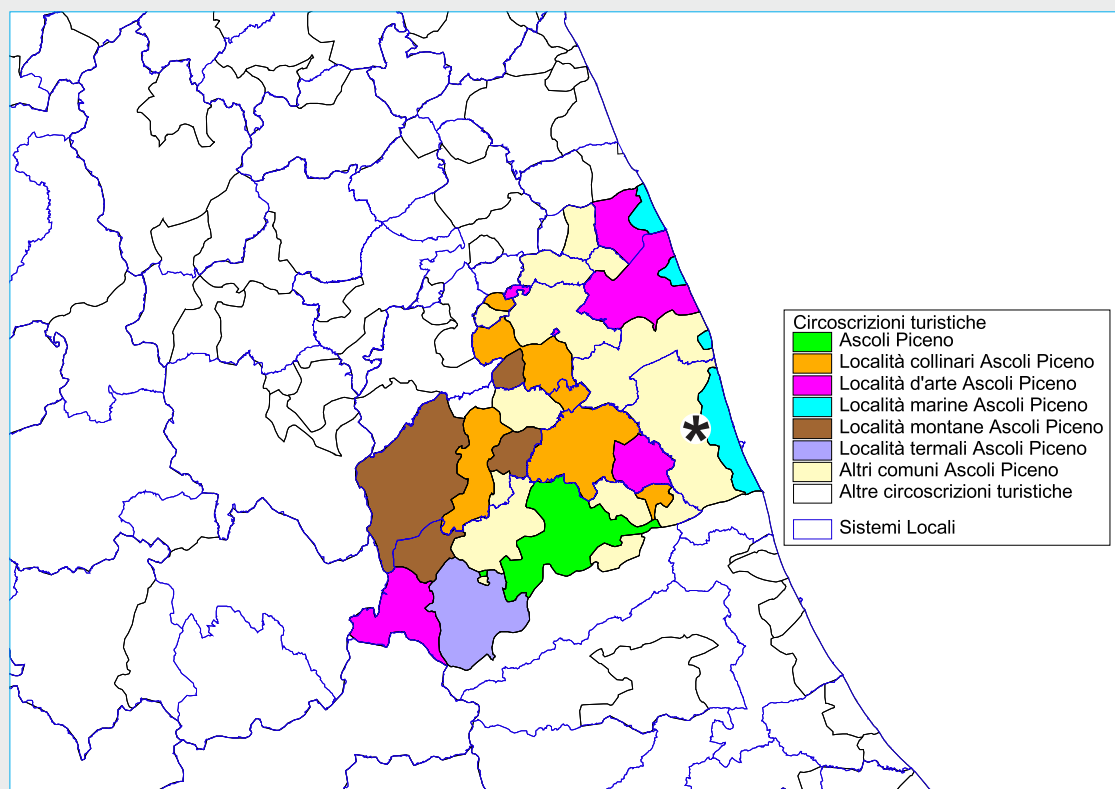 Circoscrizioni turistiche
Ascoli Piceno
Località collinari Ascoli Piceno
Località d'arte Ascoli Piceno
Località marine Ascoli Piceno
Località montane Ascoli Piceno
Località termali Ascoli Piceno
Altri comuni Ascoli Piceno
Altre circoscrizioni turistiche
Sistemi Locali
*